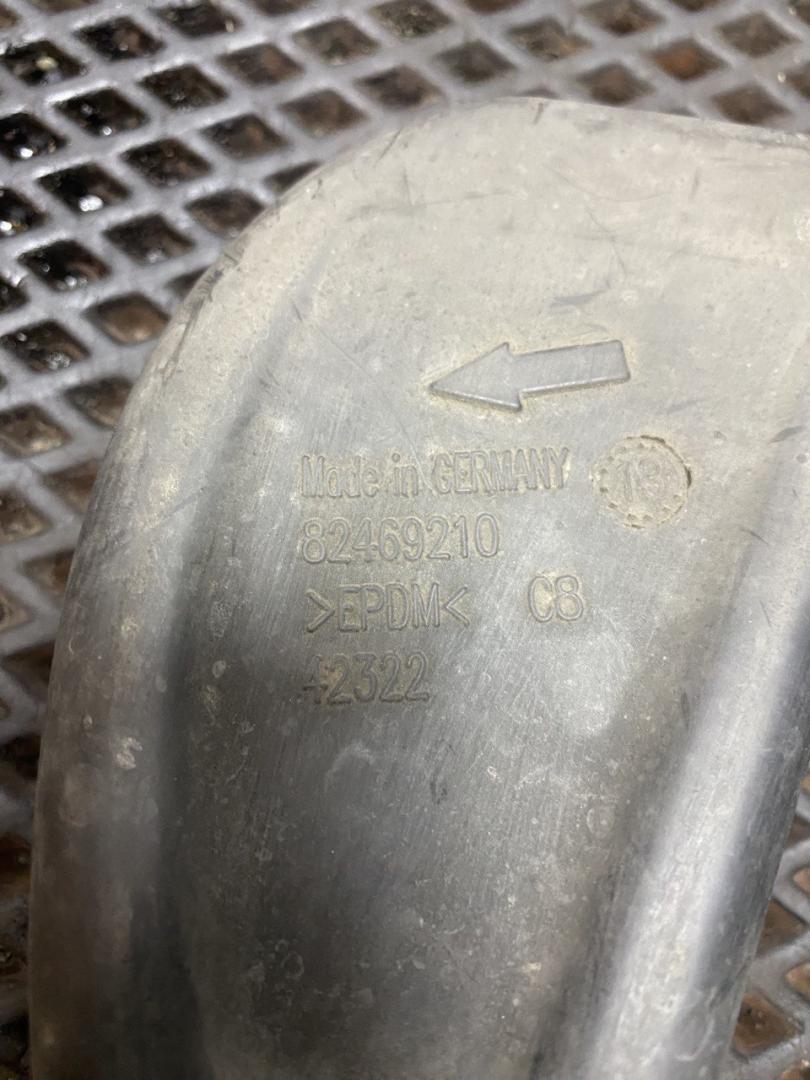 Made in GERMANY
82469210
>EPDM< C8
42322